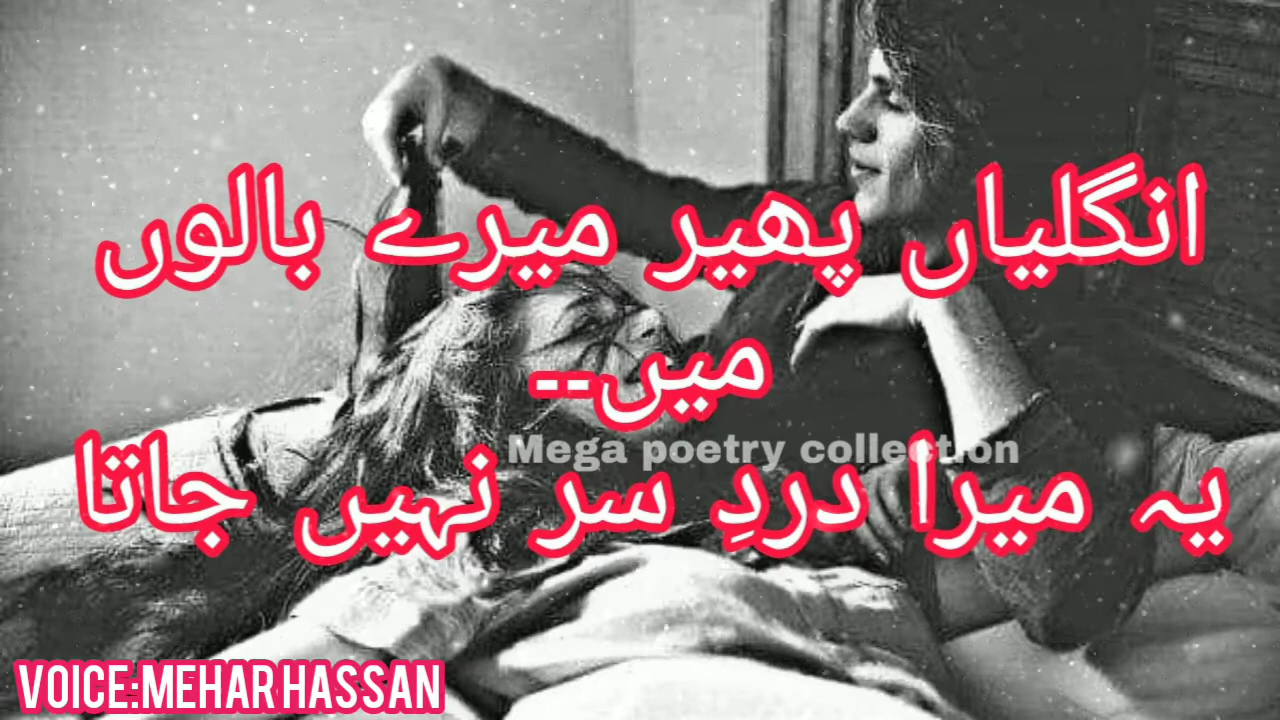 انگلیاں پھیر میرے بالوں
میں--
Mega poetry collection
یہ میرا دردِ سر نہیں جاتا
VOICE:MEHAR HASSAN